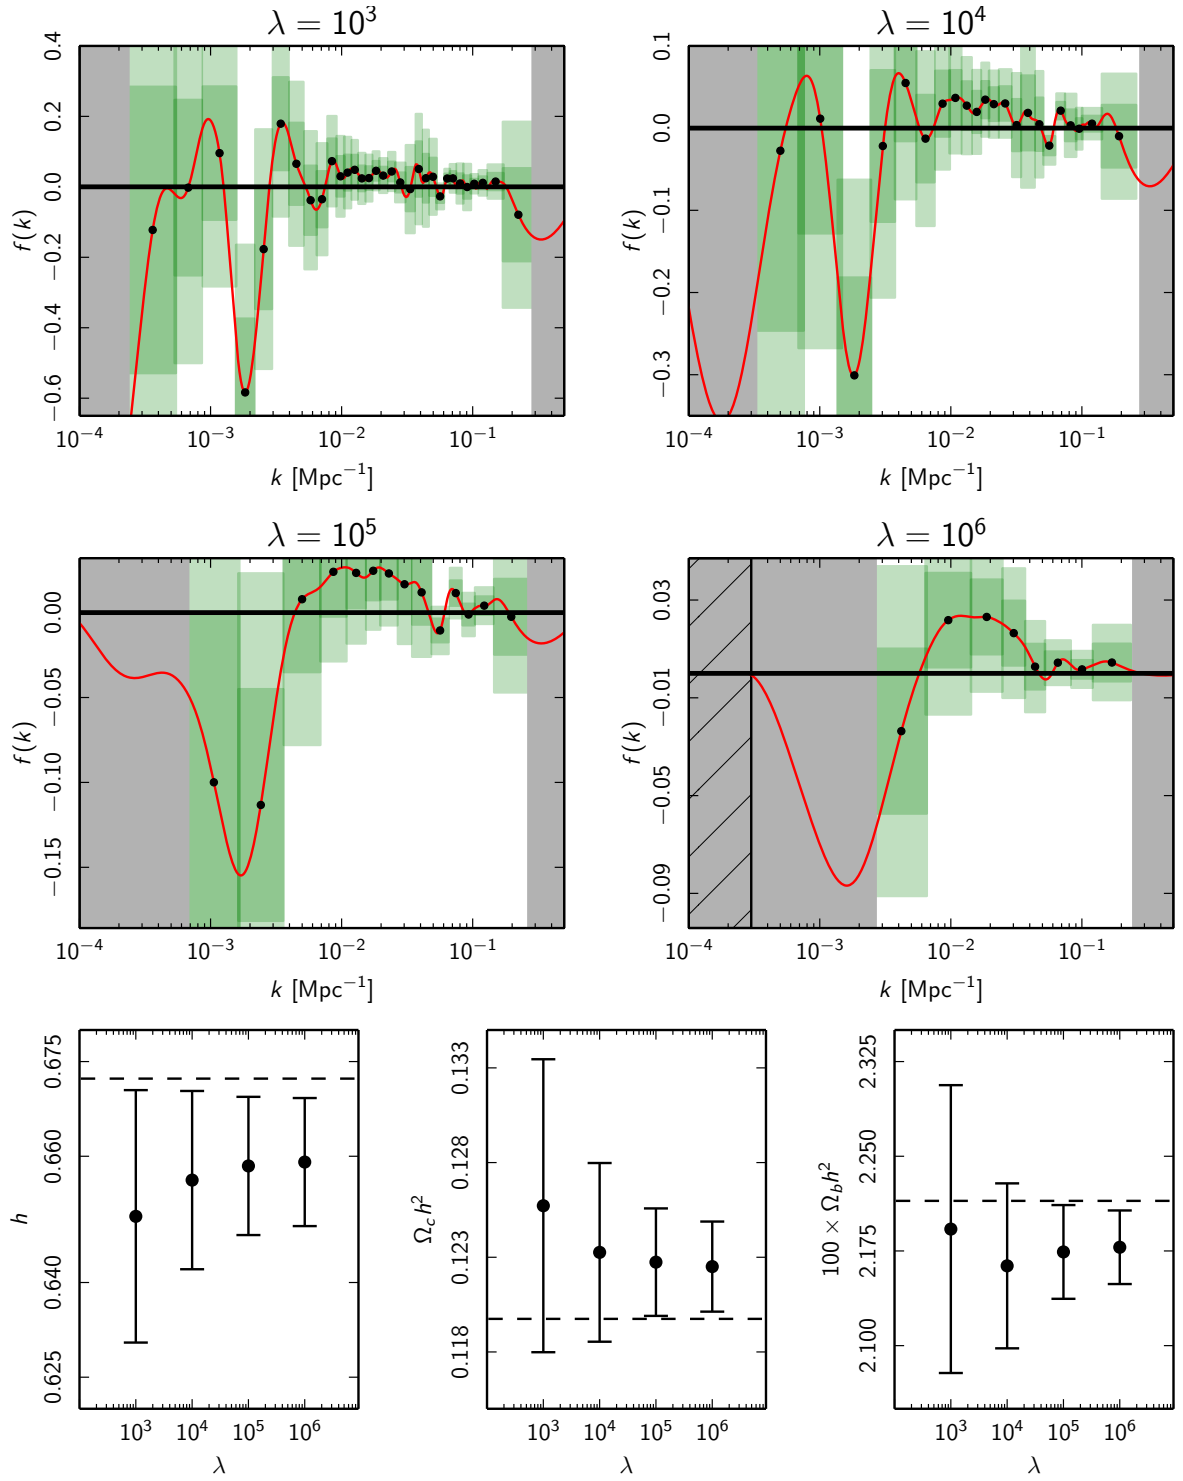 λ = 10³ λ = 10⁴
0.4 0.2 0.0 −0.2 −0.4 −0.6
f(k)
10⁻⁴ 10⁻³ 10⁻² 10⁻¹
k [Mpc⁻¹]
0.1 0.0 −0.1 −0.2 −0.3
f(k)
10⁻⁴ 10⁻³ 10⁻² 10⁻¹
k [Mpc⁻¹]
λ = 10⁵ λ = 10⁶
0.00 −0.05 −0.10 −0.15
f(k)
10⁻⁴ 10⁻³ 10⁻² 10⁻¹
k [Mpc⁻¹]
0.03 −0.01 −0.05 −0.09
f(k)
10⁻⁴ 10⁻³ 10⁻² 10⁻¹
k [Mpc⁻¹]
0.675 0.660 0.640 0.625
h
10³ 10⁴ 10⁵ 10⁶
λ
0.133 0.128 0.123 0.118
Ω_c h²
10³ 10⁴ 10⁵ 10⁶
λ
2.325 2.250 2.175 2.100
100 × Ω_b h²
10³ 10⁴ 10⁵ 10⁶
λ